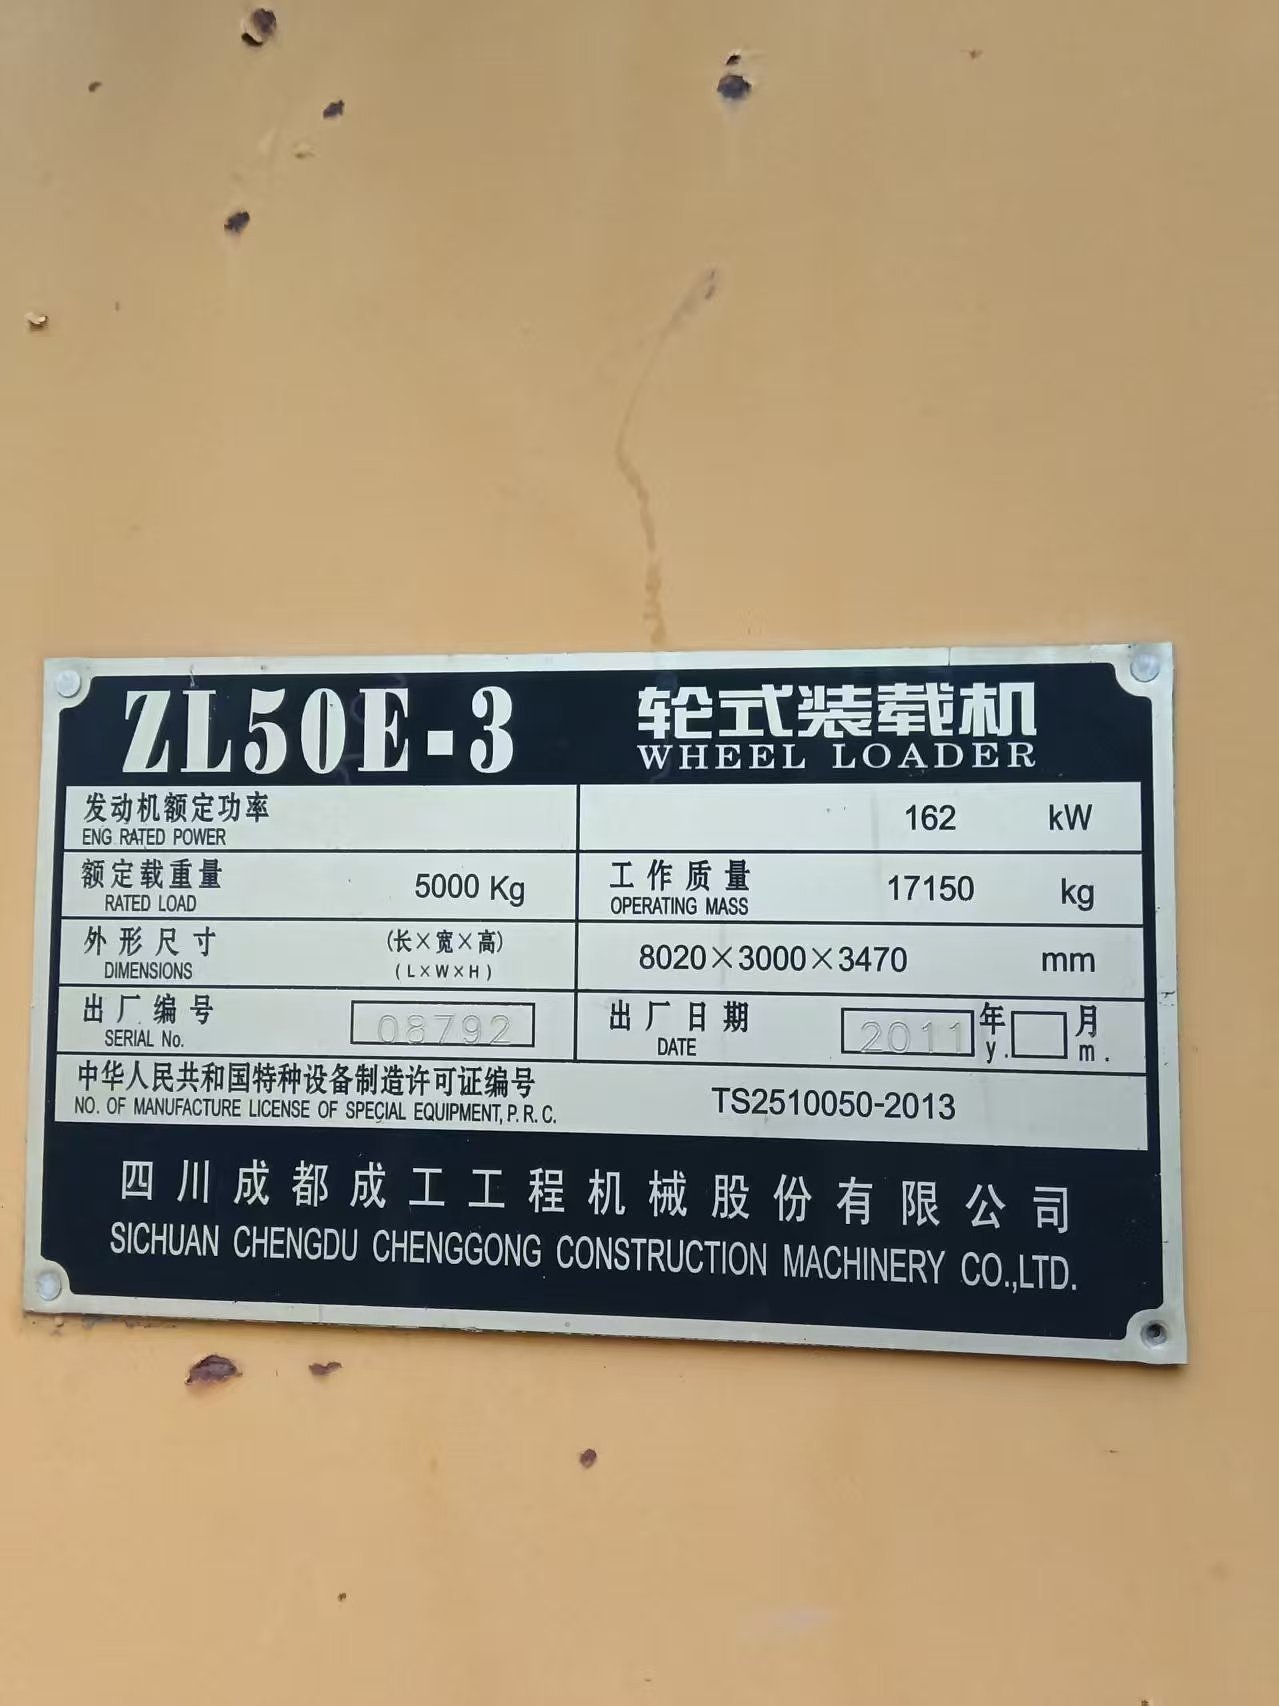 ZL50E-3 轮式装载机
WHEEL LOADER
发动机额定功率 162 kW
ENG RATED POWER
额定载重量 5000 Kg 工作质量 17150 kg
RATED LOAD OPERATING MASS
外形尺寸 (长×宽×高) 8020×3000×3470 mm
DIMENSIONS (L×W×H)
出厂编号 08792 出厂日期 2011 年 月
SERIAL No. DATE y. m.
中华人民共和国特种设备制造许可证编号 TS2510050-2013
NO. OF MANUFACTURE LICENSE OF SPECIAL EQUIPMENT, P.R.C.
四川成都成工工程机械股份有限公司
SICHUAN CHENGDU CHENGGONG CONSTRUCTION MACHINERY CO.,LTD.